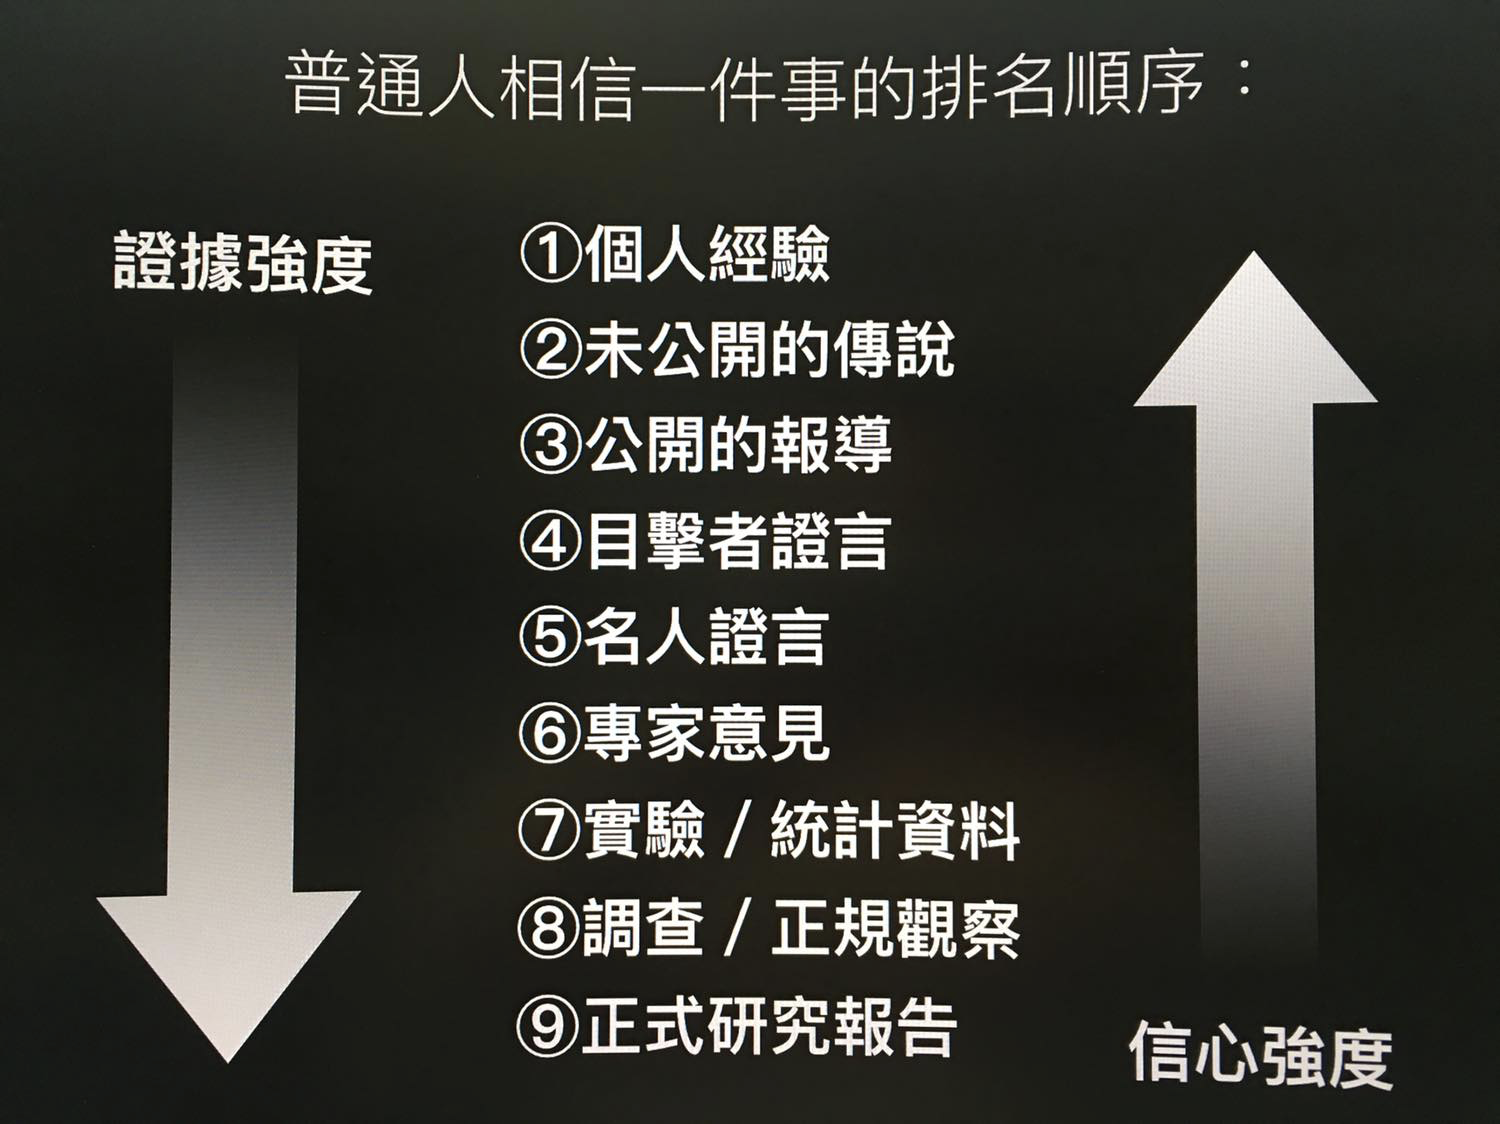 普通人相信一件事的排名順序：
證據強度
①個人經驗
②未公開的傳說
③公開的報導
④目擊者證言
⑤名人證言
⑥專家意見
⑦實驗 / 統計資料
⑧調查 / 正規觀察
⑨正式研究報告
信心強度